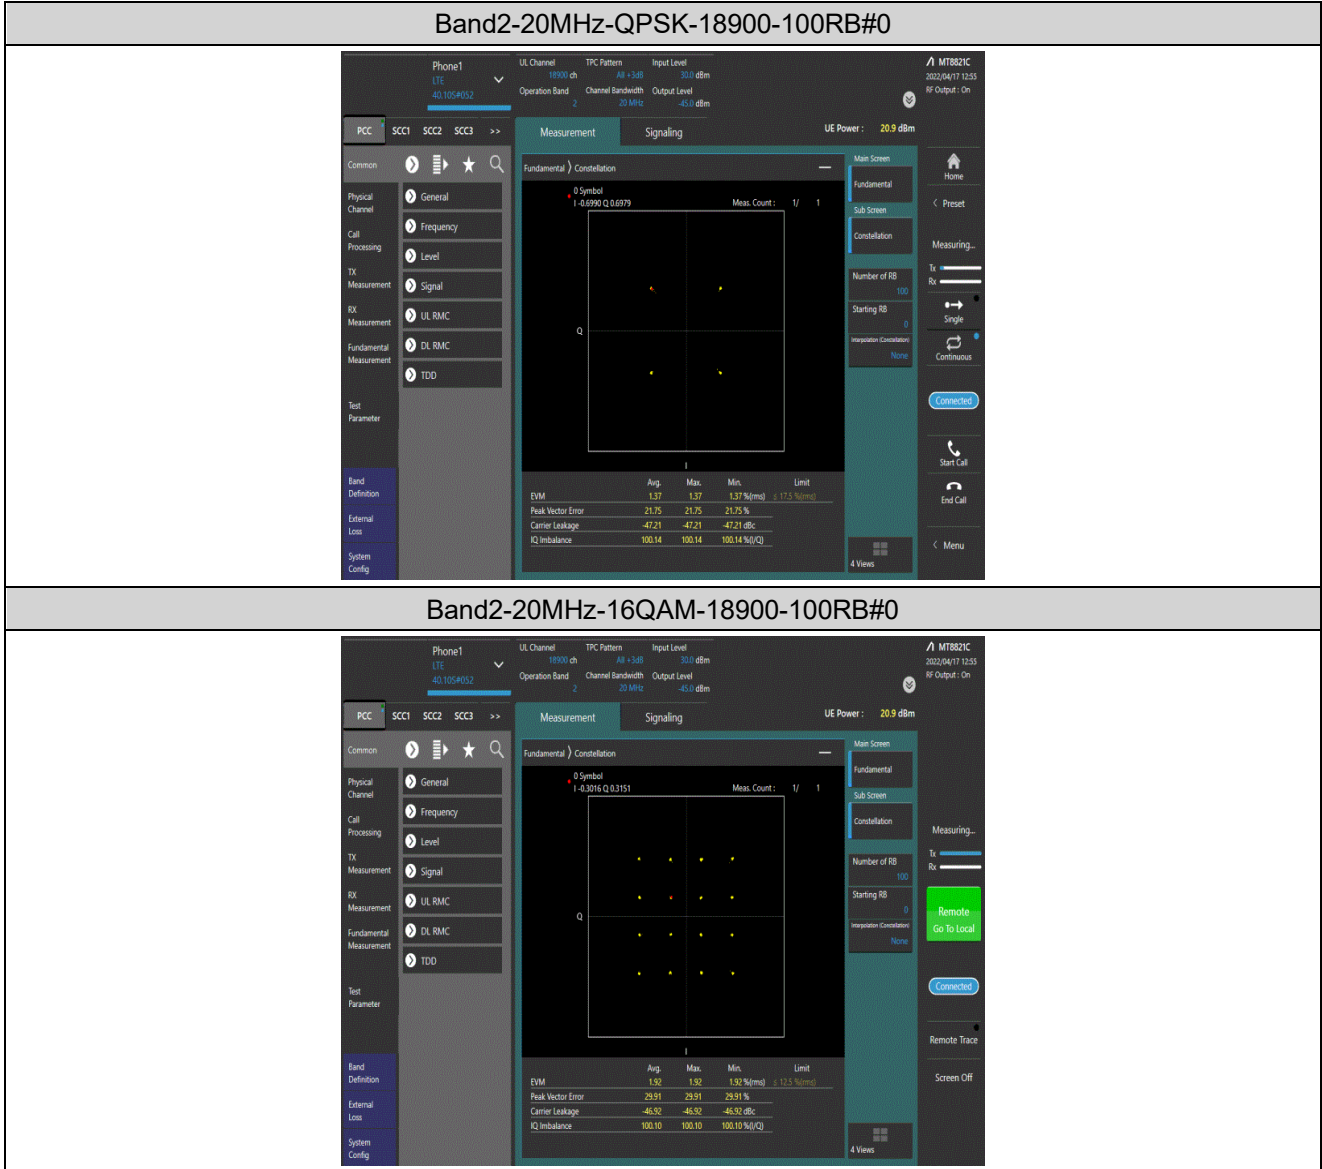 Band2-20MHz-QPSK-18900-100RB#0
Phone1
LTE
40.105#052
UL Channel TPC Pattern Input Level
18900 ch All +3dB 30.0 dBm
Operation Band Channel Bandwidth Output Level
2 20 MHz -45.0 dBm
MT8821C
2022/04/17 12:55
RF Output : On
PCC SCC1 SCC2 SCC3 >>
Measurement Signaling
UE Power : 20.9 dBm
Common
Physical
Channel
Call
Processing
TX
Measurement
RX
Measurement
Fundamental
Measurement
Test
Parameter
Band
Definition
External
Loss
System
Config
General
Frequency
Level
Signal
UL RMC
DL RMC
TDD
Fundamental 〉 Constellation
0 Symbol
I -0.6990 Q 0.6979 Meas. Count : 1/ 1
Q
I
Avg. Max. Min. Limit
EVM 1.37 1.37 1.37 %(rms) ≤ 17.5 %(rms)
Peak Vector Error 21.75 21.75 21.75 %
Carrier Leakage -47.21 -47.21 -47.21 dBc
IQ Imbalance 100.14 100.14 100.14 %(I/Q)
Main Screen
Fundamental
Sub Screen
Constellation
Number of RB
100
Starting RB
0
Interpolation (Constellation)
None
4 Views
Home
< Preset
Measuring...
Tx
Rx
Single
Continuous
Connected
Start Call
End Call
< Menu
Band2-20MHz-16QAM-18900-100RB#0
Phone1
LTE
40.105#052
UL Channel TPC Pattern Input Level
18900 ch All +3dB 30.0 dBm
Operation Band Channel Bandwidth Output Level
2 20 MHz -45.0 dBm
MT8821C
2022/04/17 12:55
RF Output : On
PCC SCC1 SCC2 SCC3 >>
Measurement Signaling
UE Power : 20.9 dBm
Common
Physical
Channel
Call
Processing
TX
Measurement
RX
Measurement
Fundamental
Measurement
Test
Parameter
Band
Definition
External
Loss
System
Config
General
Frequency
Level
Signal
UL RMC
DL RMC
TDD
Fundamental 〉 Constellation
0 Symbol
I -0.3016 Q 0.3151 Meas. Count : 1/ 1
Q
I
Avg. Max. Min. Limit
EVM 1.92 1.92 1.92 %(rms) ≤ 12.5 %(rms)
Peak Vector Error 29.91 29.91 29.91 %
Carrier Leakage -46.92 -46.92 -46.92 dBc
IQ Imbalance 100.10 100.10 100.10 %(I/Q)
Main Screen
Fundamental
Sub Screen
Constellation
Number of RB
100
Starting RB
0
Interpolation (Constellation)
None
4 Views
Measuring...
Tx
Rx
Remote
Go To Local
Connected
Remote Trace
Screen Off